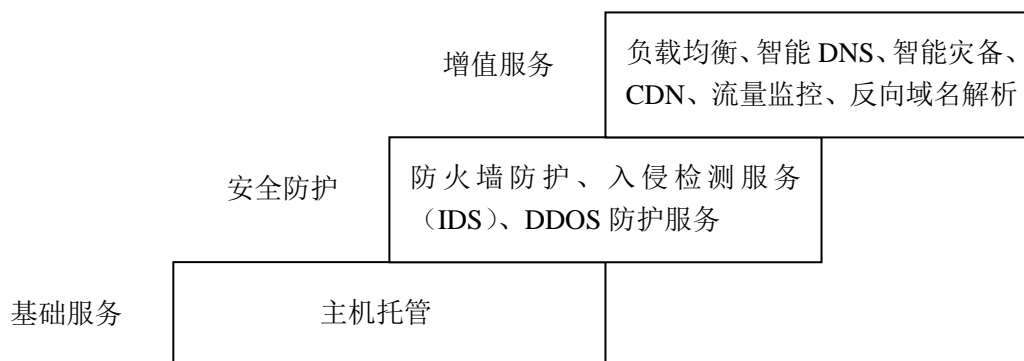 增值服务
负载均衡、智能 DNS、智能灾备、
CDN、流量监控、反向域名解析
安全防护
防火墙防护、入侵检测服务
（IDS）、DDOS 防护服务
基础服务
主机托管